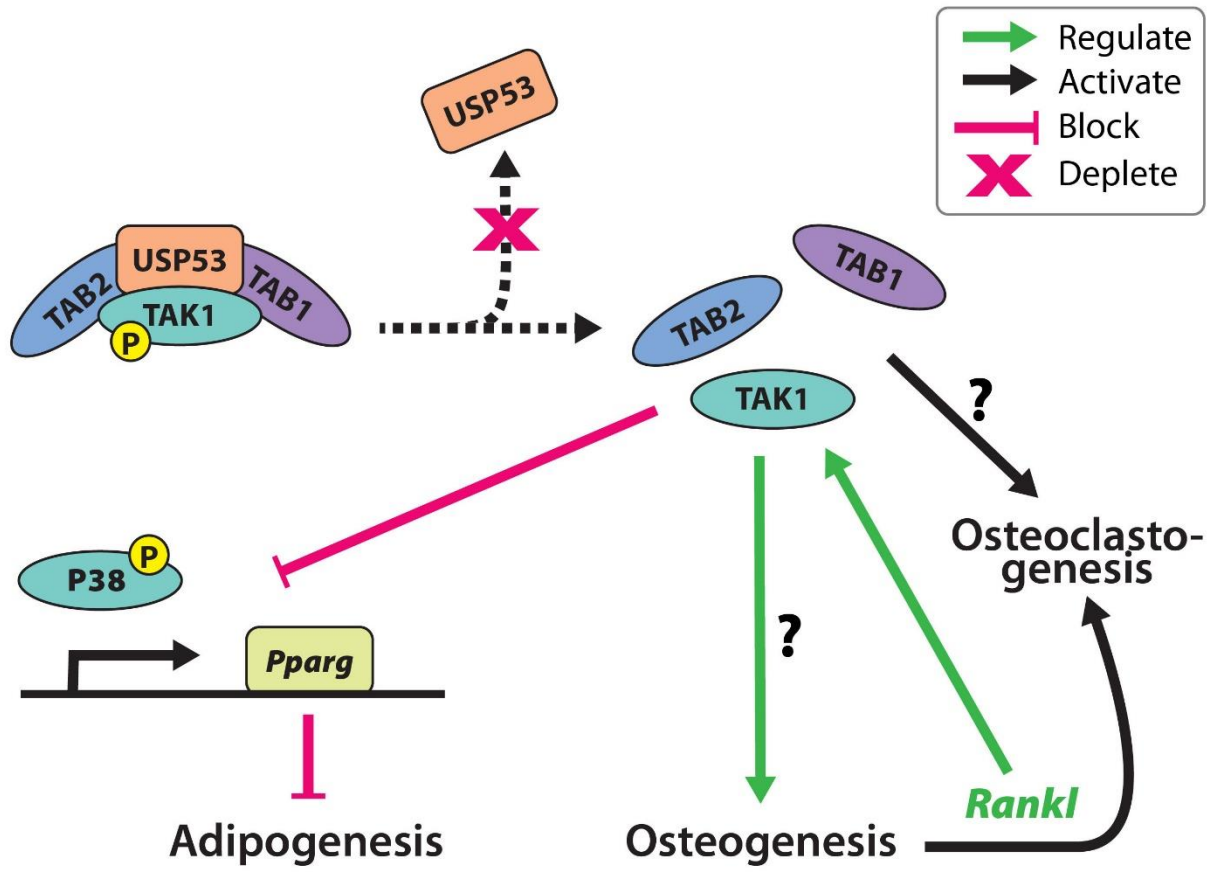 Regulate
Activate
Block
Deplete
USP53
TAB2
USP53
TAB1
TAK1
P
TAB2
TAB1
TAK1
?
Osteoclasto-
genesis
P38
P
?
Pparg
Rankl
Adipogenesis
Osteogenesis